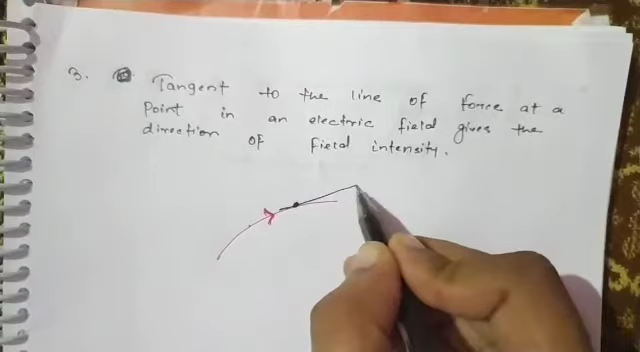 3. Tangent to the line of force at a
Point in an electric field gives the
direction of field intensity.